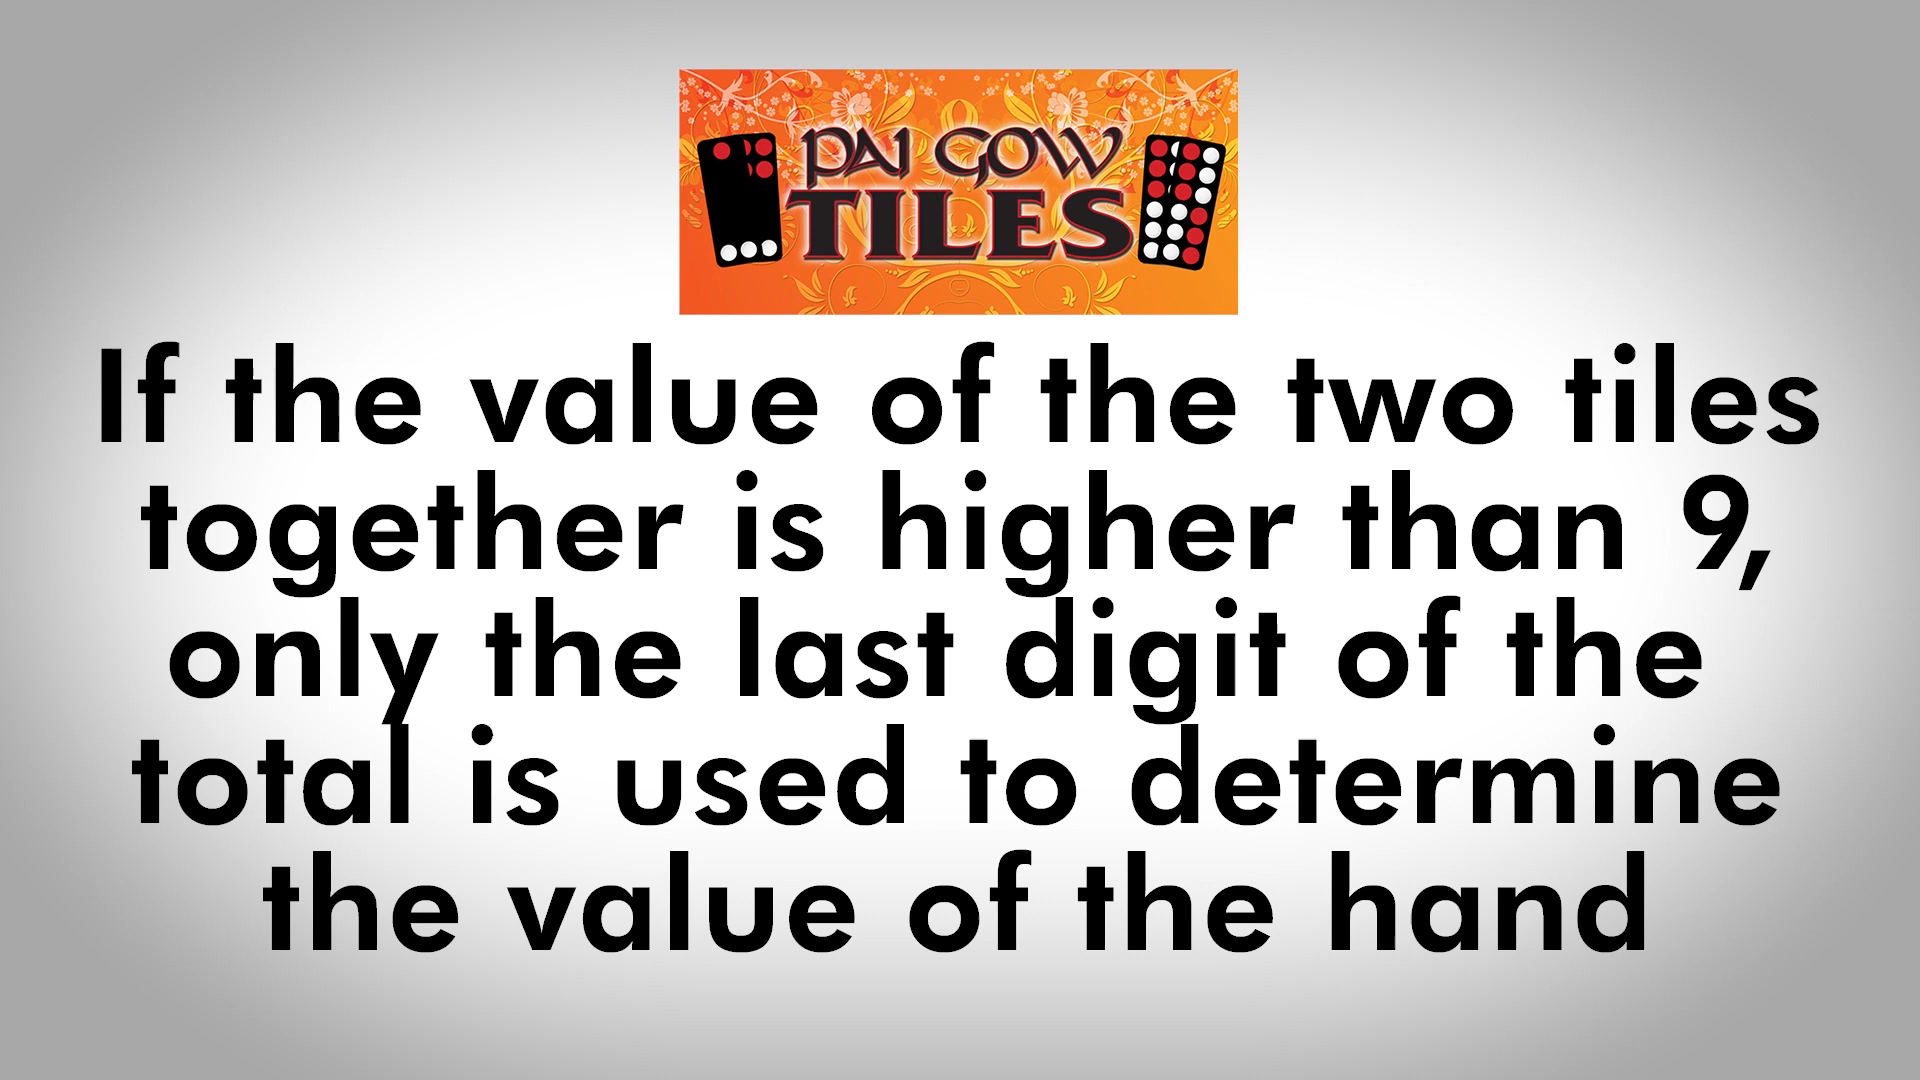 PAI GOW
TILES
If the value of the two tiles
together is higher than 9,
only the last digit of the
total is used to determine
the value of the hand